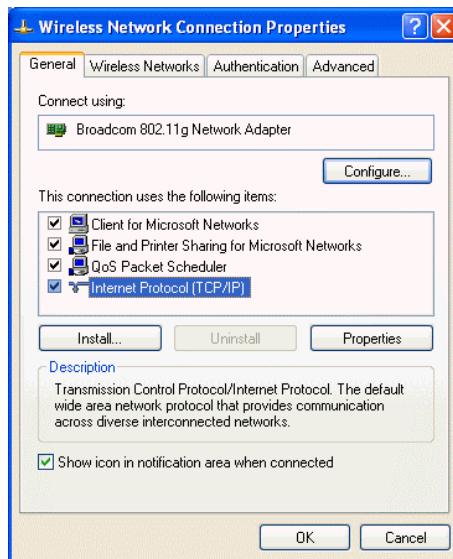 Wireless Network Connection Properties
General
Wireless Networks
Authentication
Advanced
Connect using:
Broadcom 802.11g Network Adapter
Configure...
This connection uses the following items:
Client for Microsoft Networks
File and Printer Sharing for Microsoft Networks
QoS Packet Scheduler
Internet Protocol (TCP/IP)
Install...
Uninstall
Properties
Description
Transmission Control Protocol/Internet Protocol. The default
wide area network protocol that provides communication
across diverse interconnected networks.
Show icon in notification area when connected
OK
Cancel